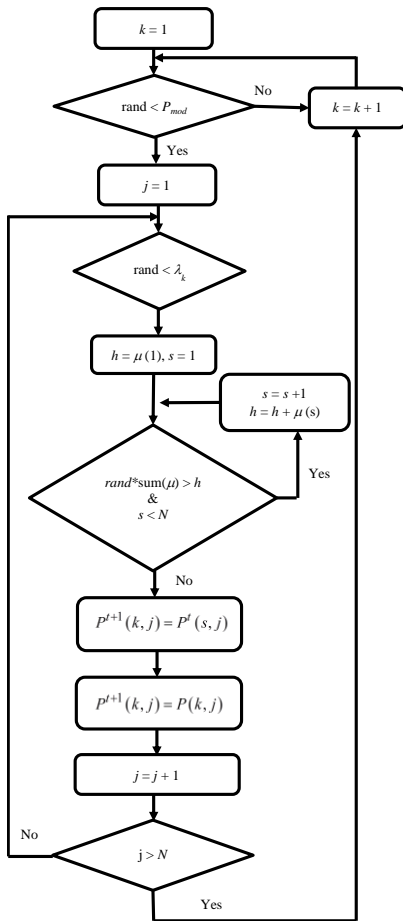 k = 1
rand < P_mod
No
k = k + 1
Yes
j = 1
rand < λ_k
h = μ (1), s = 1
s = s +1
h = h + μ (s)
rand*sum(μ) > h
&
s < N
Yes
No
P^{t+1} (k, j) = P^t (s, j)
P^{t+1} (k, j) = P (k, j)
j = j + 1
No
j > N
Yes